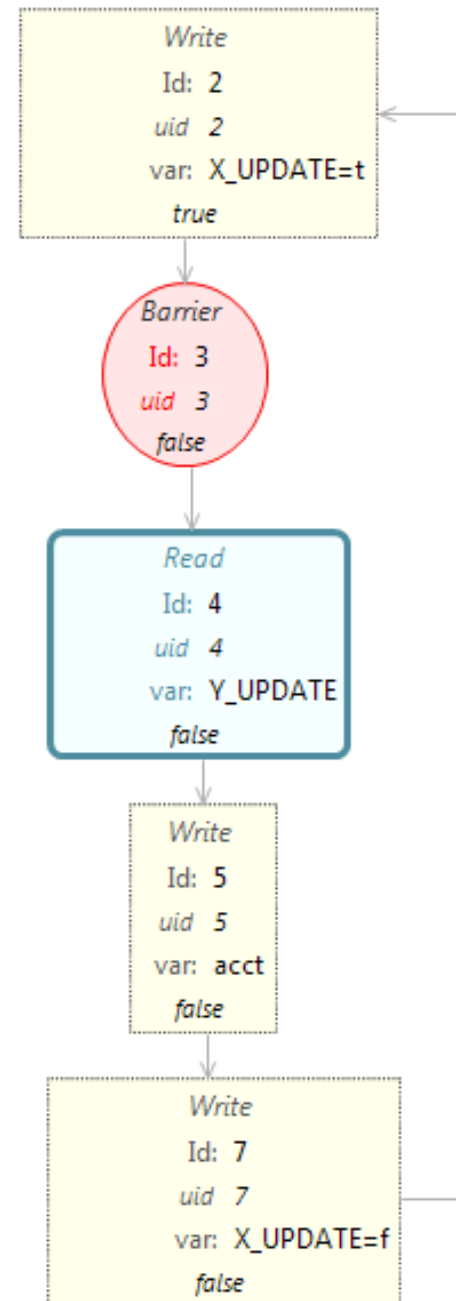 Write
Id: 2
uid 2
var: X_UPDATE=t
true
Barrier
Id: 3
uid 3
false
Read
Id: 4
uid 4
var: Y_UPDATE
false
Write
Id: 5
uid 5
var: acct
false
Write
Id: 7
uid 7
var: X_UPDATE=f
false